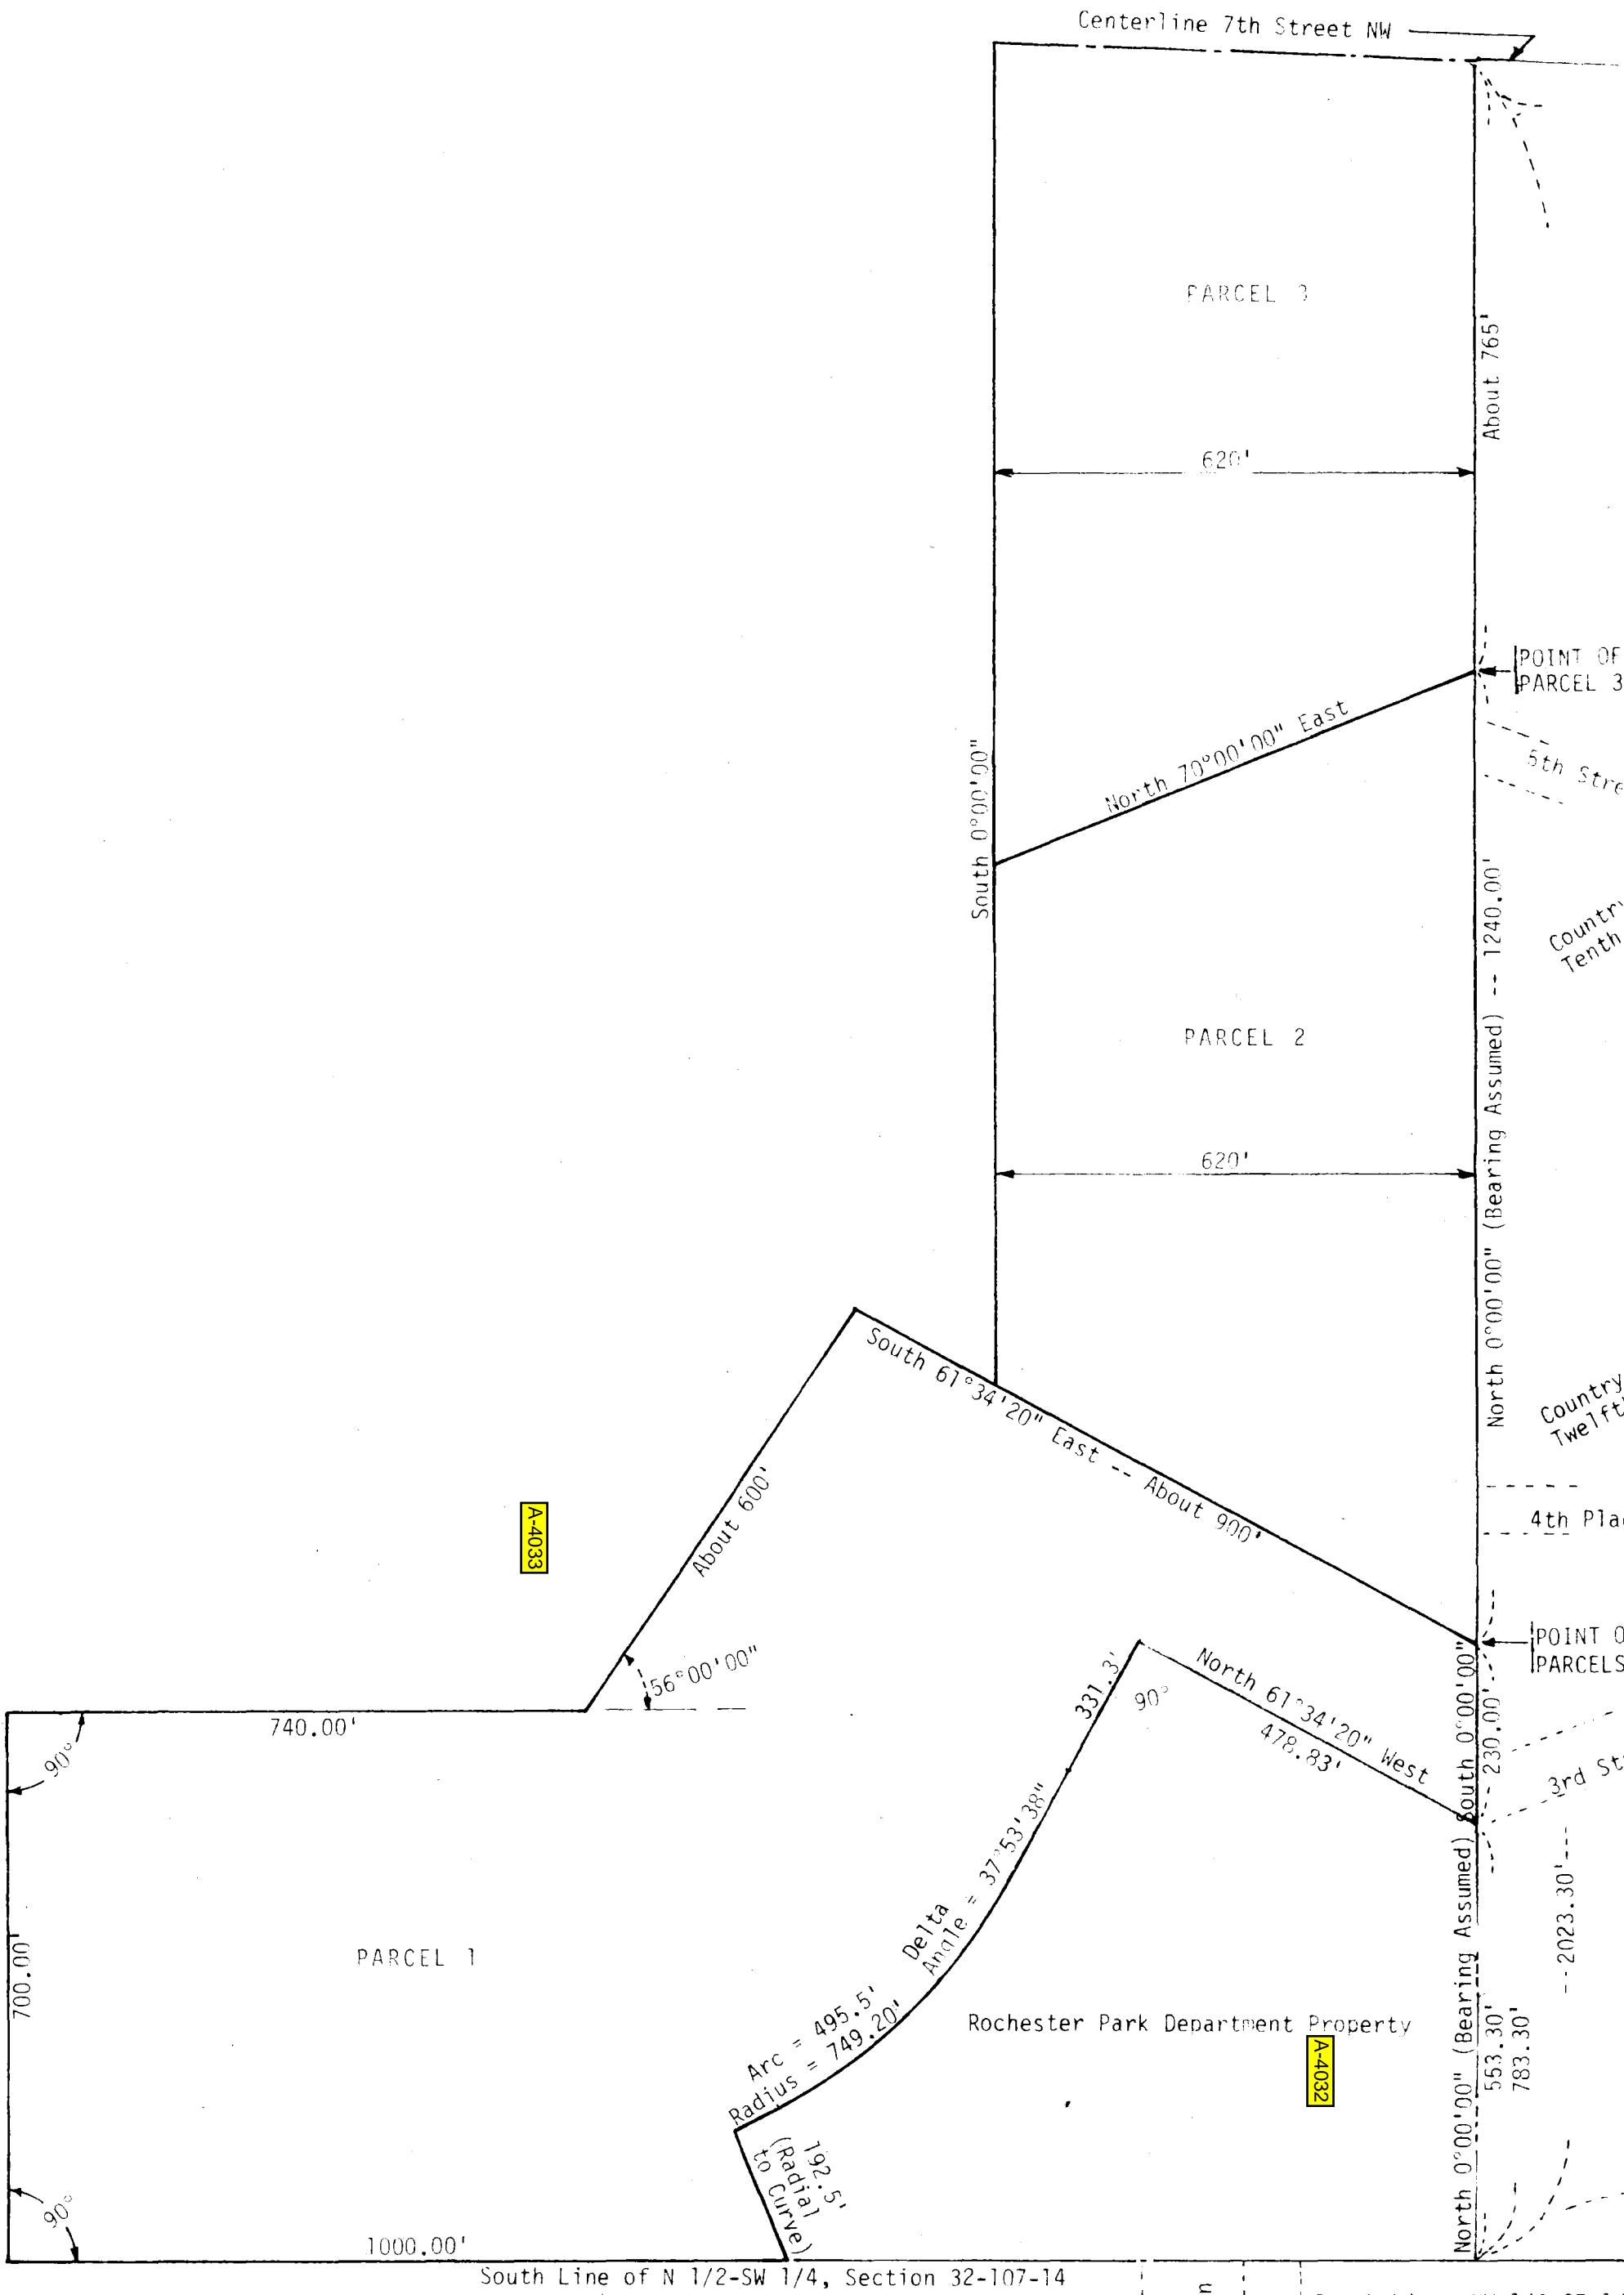 Centerline 7th Street NW
PARCEL 3
About 765'
620'
POINT OF
PARCEL 3
North 70°00'00" East
South 0°00'00"
5th Stre
North 0°00'00" (Bearing Assumed) -- 1240.00'
Countr
Tenth
PARCEL 2
620'
South 61°34'20" East -- About 900'
Country
Twelft
About 600'
A-4033
4th Pla
56°00'00"
POINT O
PARCELS
740.00'
90°
331.3'
90°
North 61°34'20" West
478.83'
South 0°00'00"
230.00'
3rd St
Delta
Angle = 37°53'38"
PARCEL 1
700.00'
2023.30'
Arc = 495.5'
Radius = 749.20'
Rochester Park Department Property
A-4032
North 0°00'00" (Bearing Assumed)
553.30'
783.30'
192.5'
(Radial
to Curve)
90°
1000.00'
South Line of N 1/2-SW 1/4, Section 32-107-14